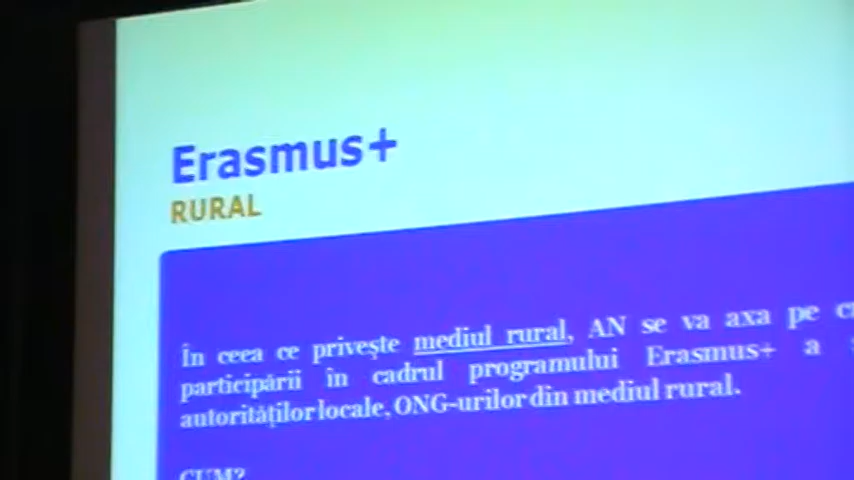 Erasmus+
RURAL
În ceea ce privește mediul rural, AN se va axa pe
participării în cadrul programului Erasmus+ a
autorităților locale, ONG-urilor din mediul rural.
CUM?